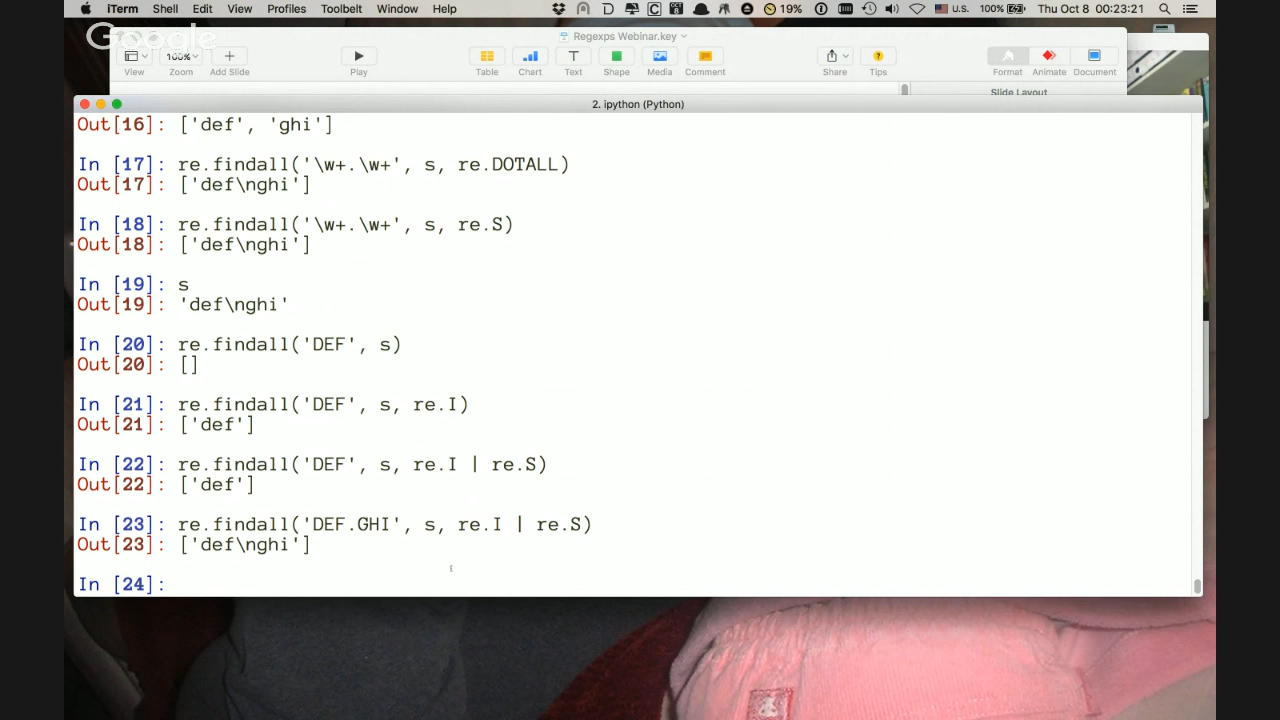 iTerm Shell Edit View Profiles Toolbelt Window Help 19% U.S. 100% Thu Oct 8 00:23:21
Google
Regexps Webinar.key
100%
View Zoom Add Slide Play Table Chart Text Shape Media Comment Share Tips Format Animate Document
Slide Layout
2. ipython (Python)
Out[16]: ['def', 'ghi']
In [17]: re.findall('\w+.\w+', s, re.DOTALL)
Out[17]: ['def\nghi']
In [18]: re.findall('\w+.\w+', s, re.S)
Out[18]: ['def\nghi']
In [19]: s
Out[19]: 'def\nghi'
In [20]: re.findall('DEF', s)
Out[20]: []
In [21]: re.findall('DEF', s, re.I)
Out[21]: ['def']
In [22]: re.findall('DEF', s, re.I | re.S)
Out[22]: ['def']
In [23]: re.findall('DEF.GHI', s, re.I | re.S)
Out[23]: ['def\nghi']
In [24]: